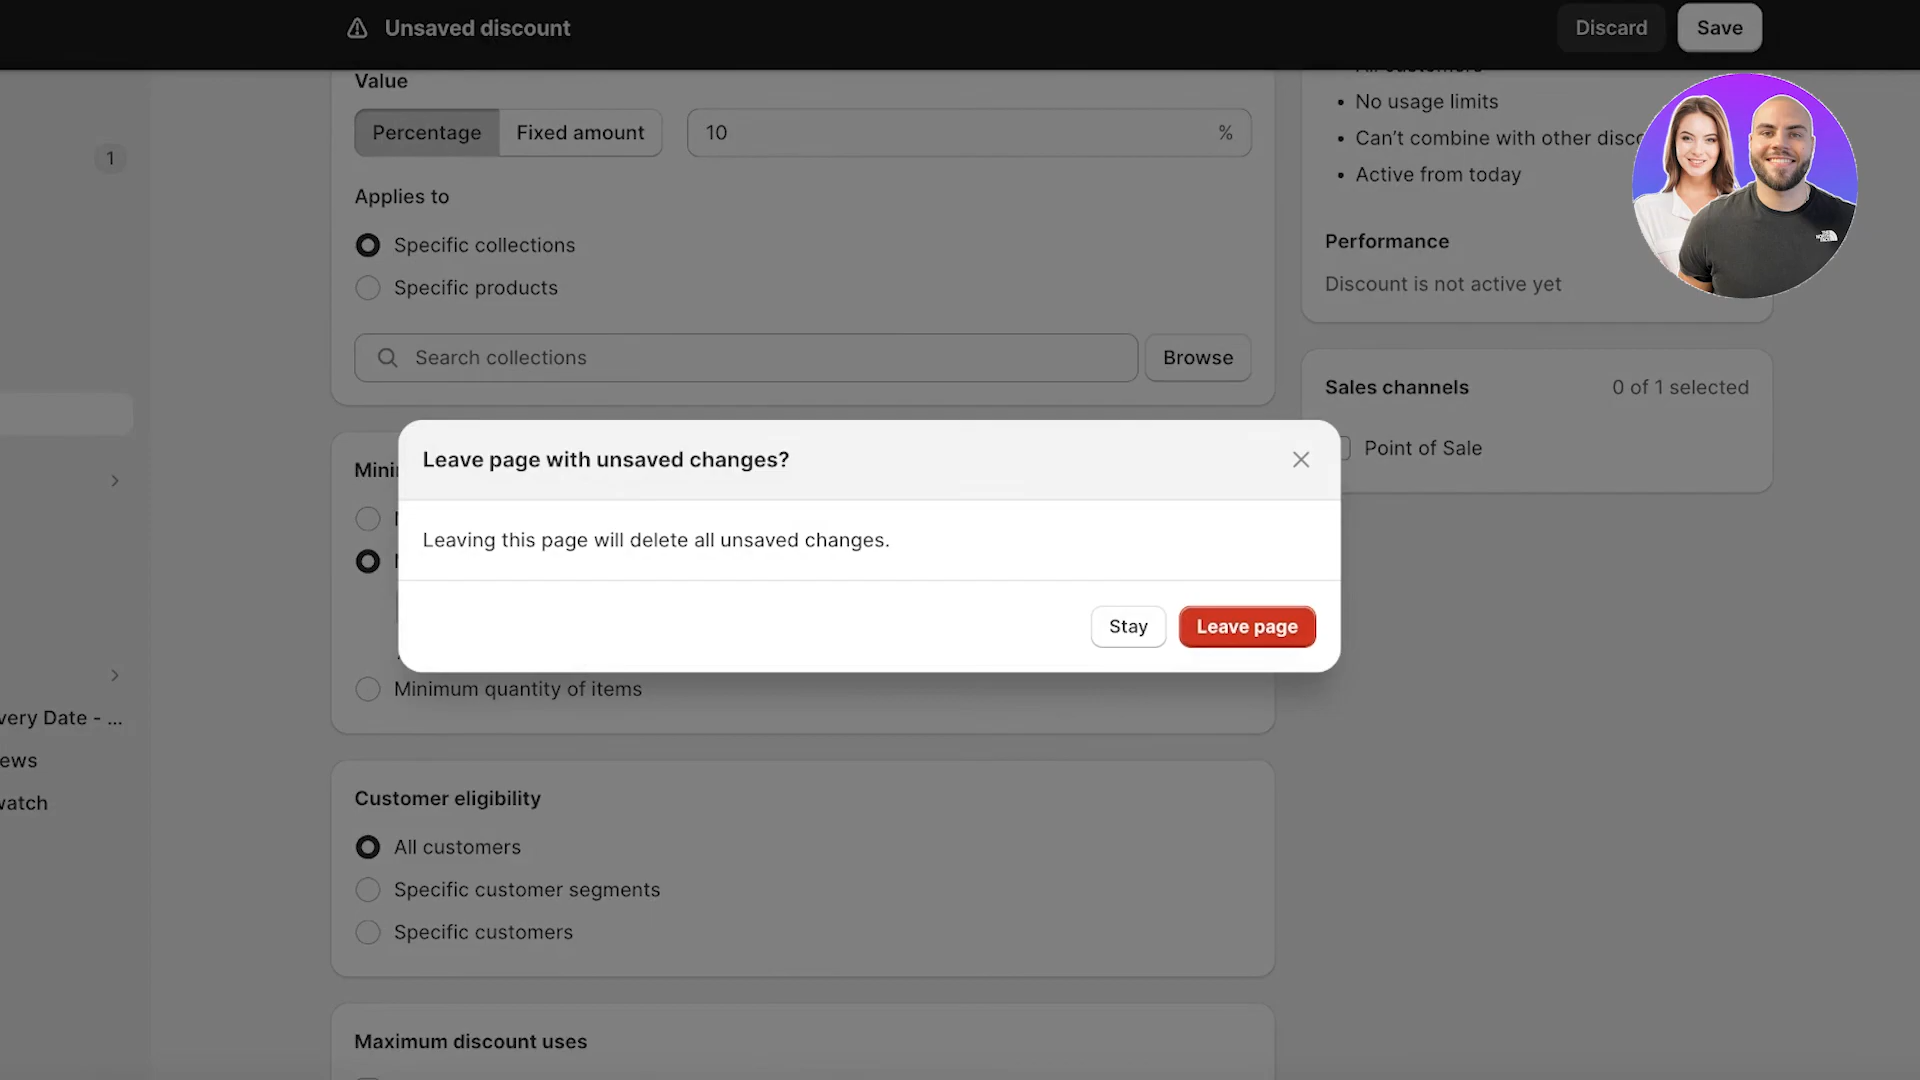 Unsaved discount
Discard
Save
Value
Percentage
Fixed amount
10
%
Applies to
Specific collections
Specific products
Search collections
Browse
No usage limits
Can't combine with other
Active from today
Performance
Discount is not active yet
Sales channels
0 of 1 selected
Point of Sale
1
Leave page with unsaved changes?
Leaving this page will delete all unsaved changes.
Stay
Leave page
Minimum quantity of items
Customer eligibility
All customers
Specific customer segments
Specific customers
Maximum discount uses
very Date - ...
ews
watch